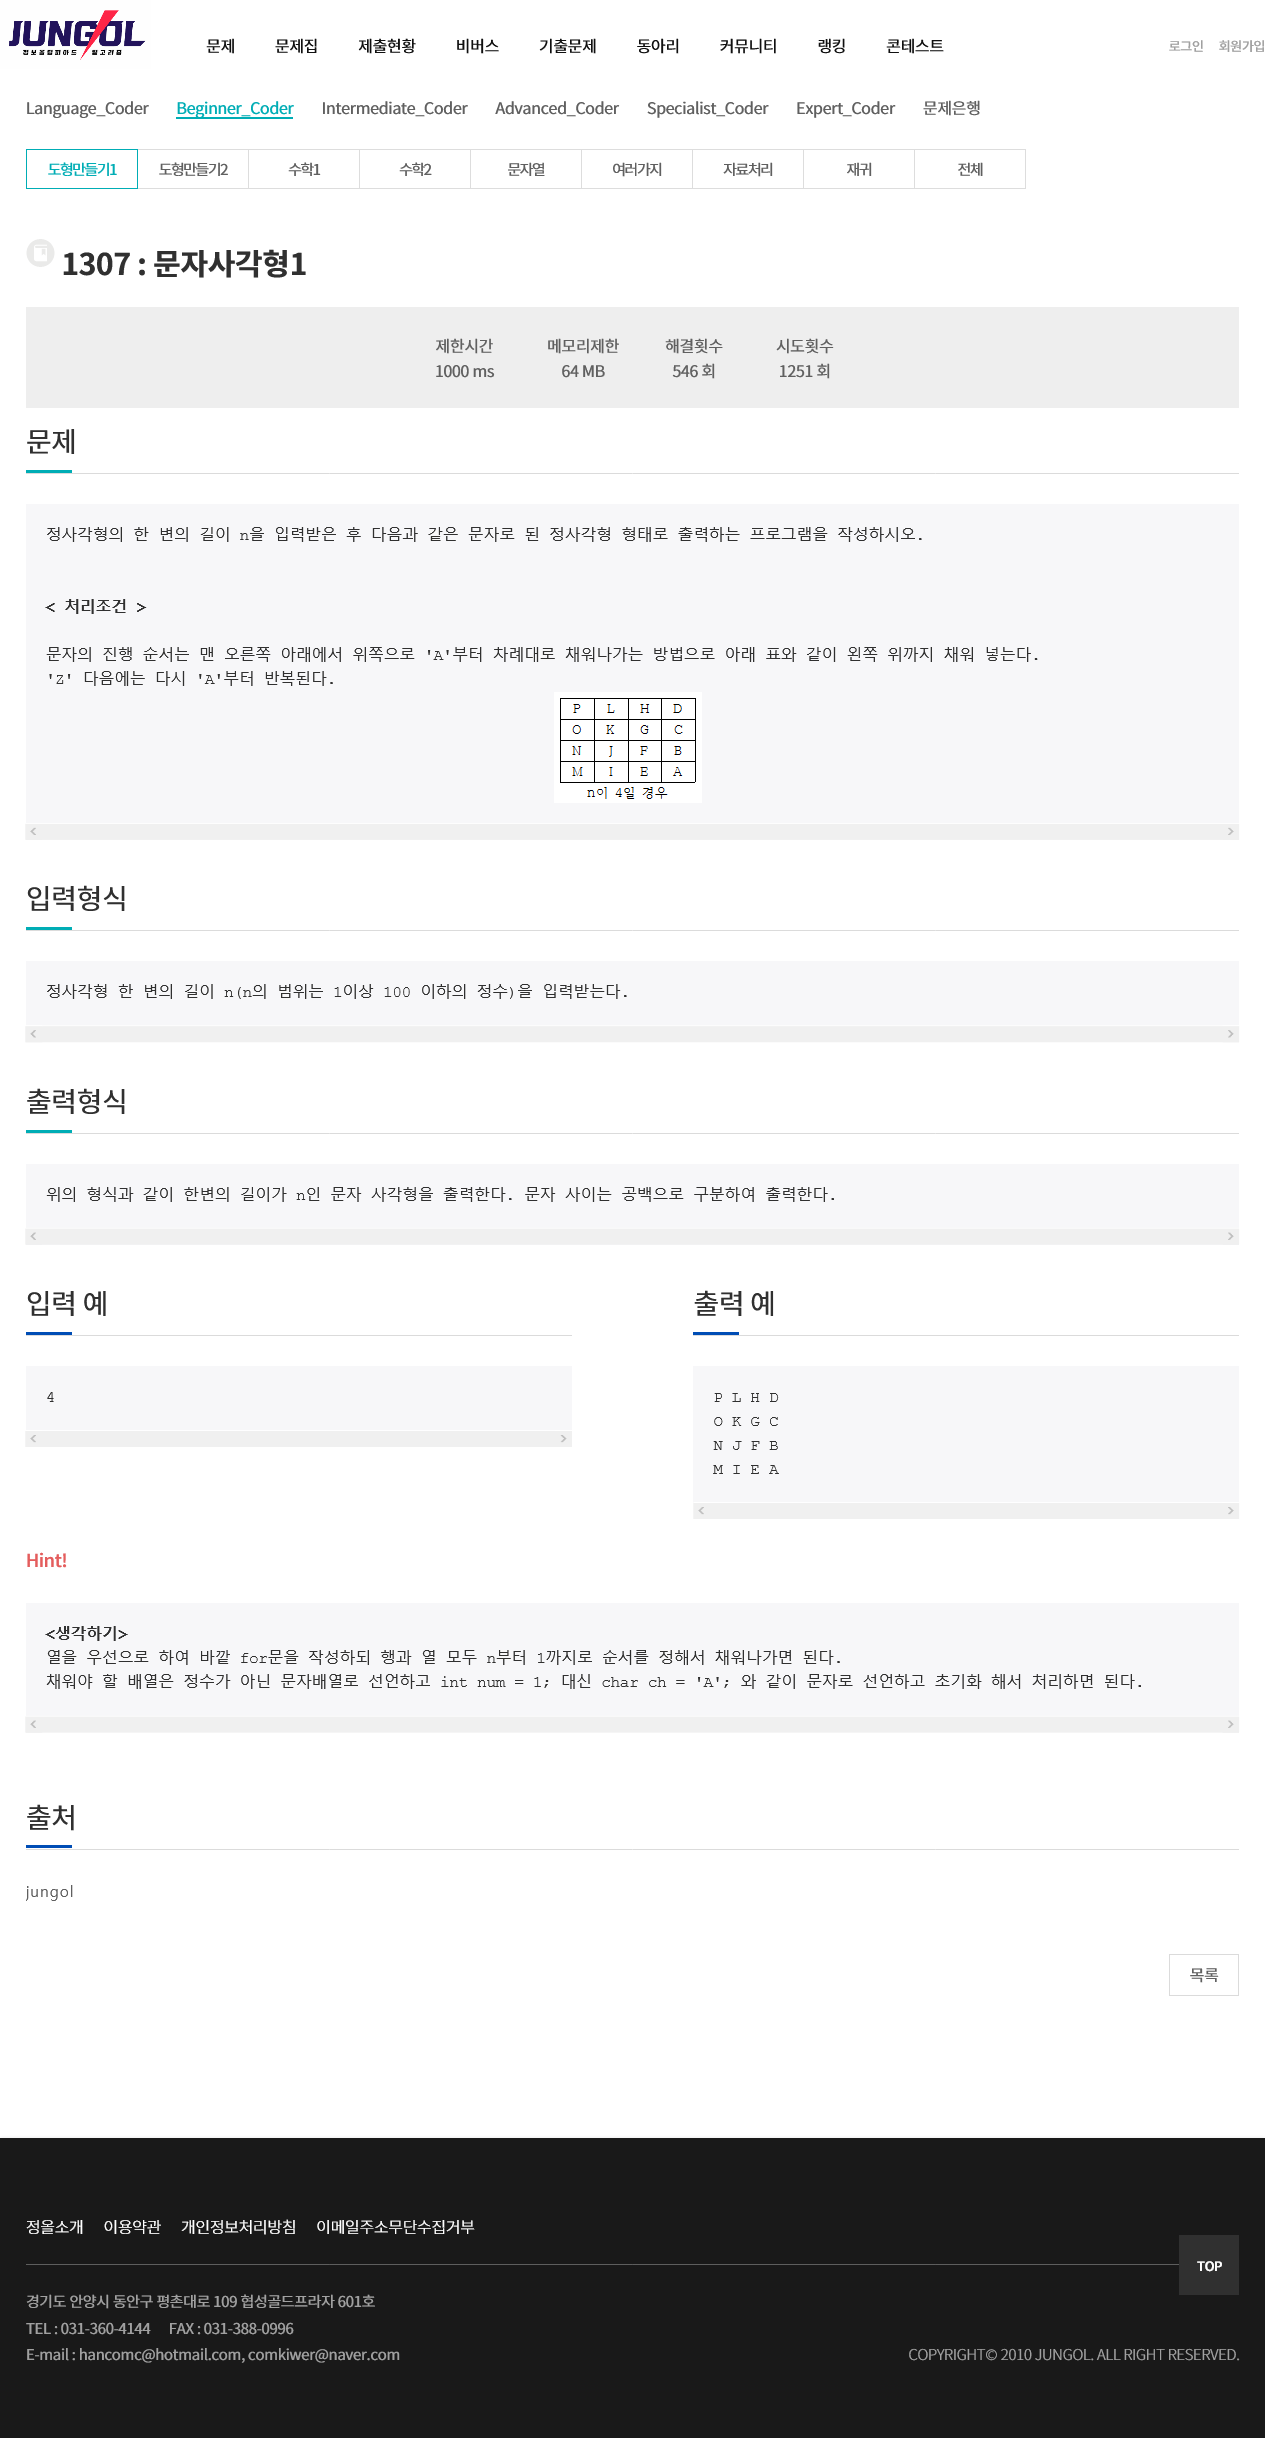 JUNGOL
정보올림피아드 알고리즘
문제 문제집 제출현황 비버스 기출문제 동아리 커뮤니티 랭킹 콘테스트 로그인 회원가입
Language_Coder Beginner_Coder Intermediate_Coder Advanced_Coder Specialist_Coder Expert_Coder 문제은행
도형만들기1 도형만들기2 수학1 수학2 문자열 여러가지 자료처리 재귀 전체
1307 : 문자사각형1
제한시간 메모리제한 해결횟수 시도횟수
1000 ms 64 MB 546 회 1251 회
문제
정사각형의 한 변의 길이 n을 입력받은 후 다음과 같은 문자로 된 정사각형 형태로 출력하는 프로그램을 작성하시오.
< 처리조건 >
문자의 진행 순서는 맨 오른쪽 아래에서 위쪽으로 'A'부터 차례대로 채워나가는 방법으로 아래 표와 같이 왼쪽 위까지 채워 넣는다.
'Z' 다음에는 다시 'A'부터 반복된다.
P L H D
O K G C
N J F B
M I E A
n이 4일 경우
입력형식
정사각형 한 변의 길이 n(n의 범위는 1이상 100 이하의 정수)을 입력받는다.
출력형식
위의 형식과 같이 한변의 길이가 n인 문자 사각형을 출력한다. 문자 사이는 공백으로 구분하여 출력한다.
입력 예
4
출력 예
P L H D
O K G C
N J F B
M I E A
Hint!
<생각하기>
열을 우선으로 하여 바깥 for문을 작성하되 행과 열 모두 n부터 1까지로 순서를 정해서 채워나가면 된다.
채워야 할 배열은 정수가 아닌 문자배열로 선언하고 int num = 1; 대신 char ch = 'A'; 와 같이 문자로 선언하고 초기화 해서 처리하면 된다.
출처
jungol
목록
정올소개 이용약관 개인정보처리방침 이메일주소무단수집거부
TOP
경기도 안양시 동안구 평촌대로 109 협성골드프라자 601호
TEL : 031-360-4144 FAX : 031-388-0996
E-mail : hancomc@hotmail.com, comkiwer@naver.com
COPYRIGHT© 2010 JUNGOL. ALL RIGHT RESERVED.